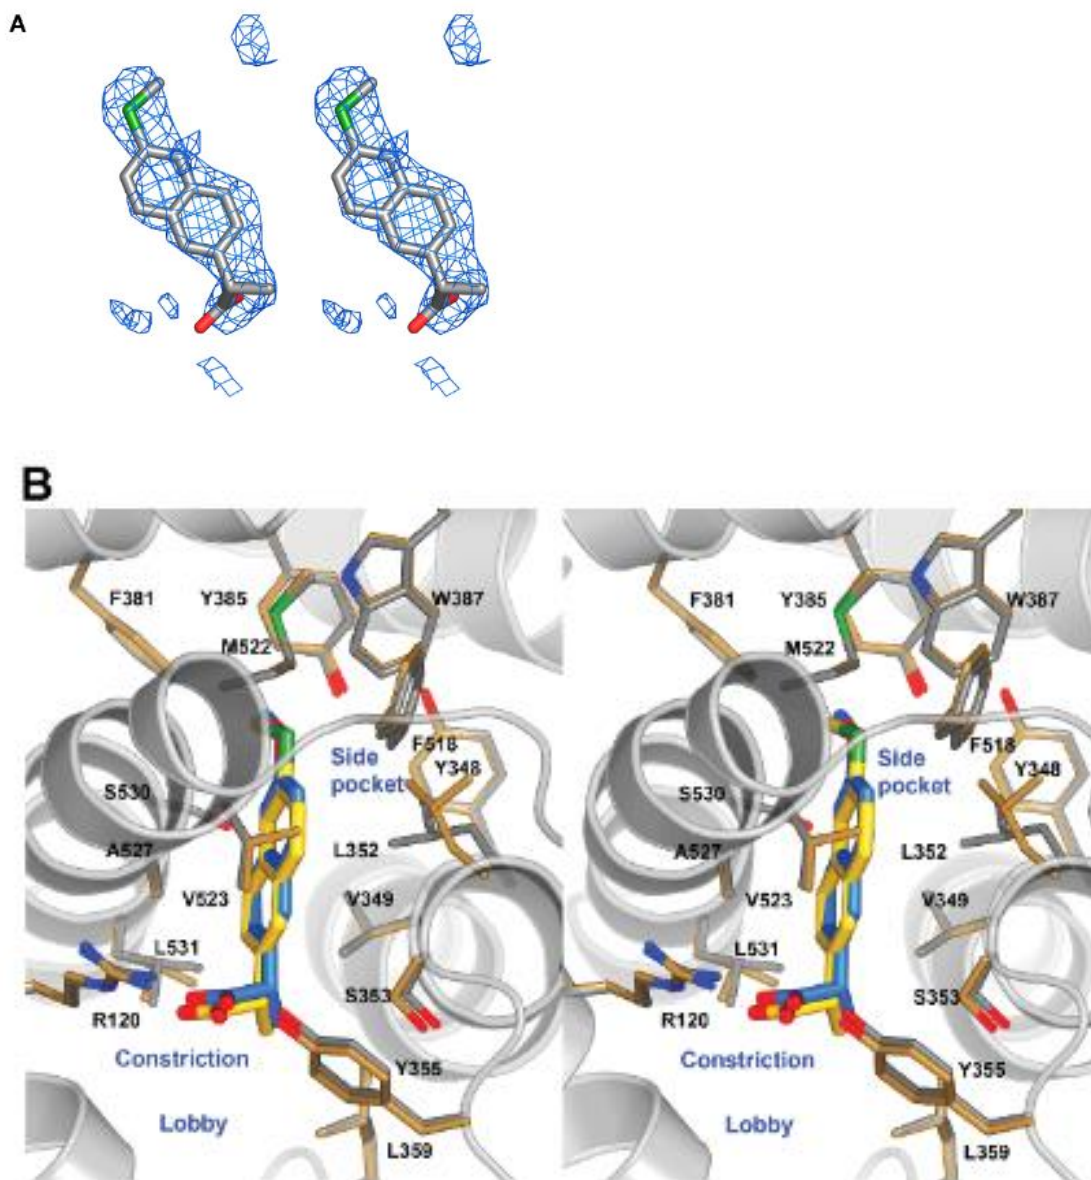 A
B
F381 Y385 W387 F381 Y385 W387
M522 M522
Side F518 Side F518
pocket Y348 pocket Y348
S530 S530
A527 L352 A527 L352
V523 V349 V523 V349
L531 L531
S353 S353
R120 R120
Constriction Y355 Constriction Y355
Lobby Lobby
L359 L359